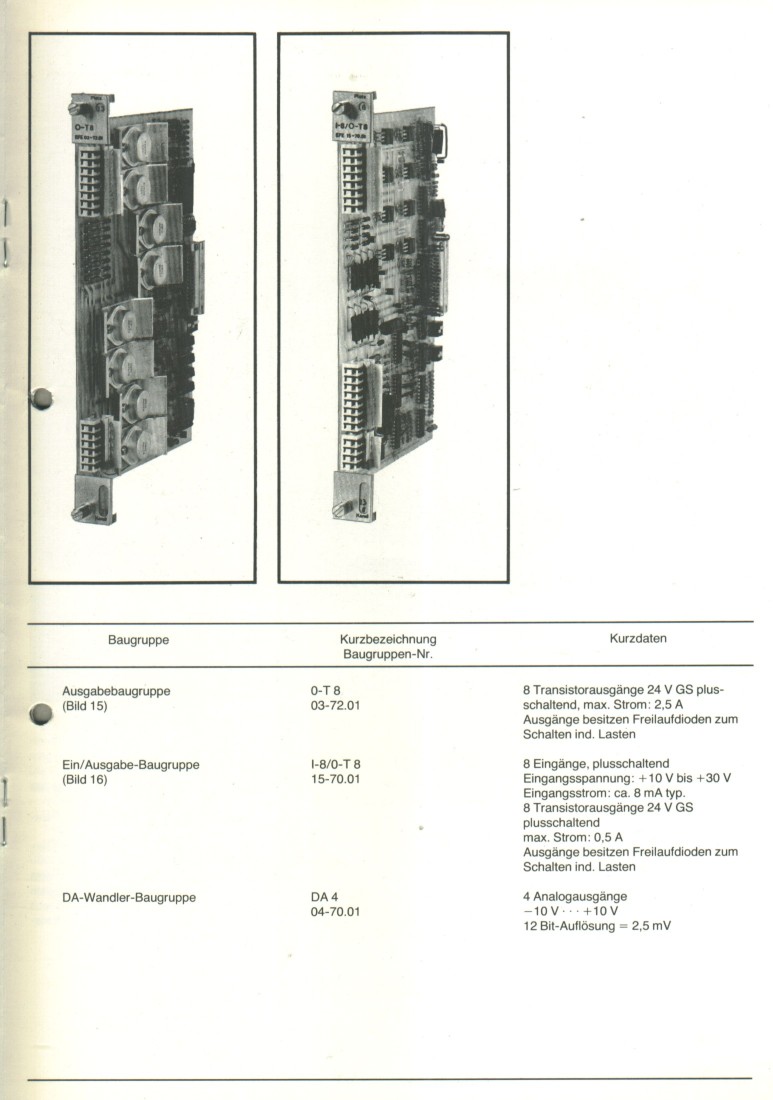 O-T8
I-8/O-T8
Baugruppe
Kurzbezeichnung
Baugruppen-Nr.
Kurzdaten
Ausgabebaugruppe
(Bild 15)
0-T 8
03-72.01
8 Transistorausgänge 24 V GS plus-
schaltend, max. Strom: 2,5 A
Ausgänge besitzen Freilaufdioden zum
Schalten ind. Lasten
Ein/Ausgabe-Baugruppe
(Bild 16)
I-8/0-T 8
15-70.01
8 Eingänge, plusschaltend
Eingangsspannung: +10 V bis +30 V
Eingangsstrom: ca. 8 mA typ.
8 Transistorausgänge 24 V GS
plusschaltend
max. Strom: 0,5 A
Ausgänge besitzen Freilaufdioden zum
Schalten ind. Lasten
DA-Wandler-Baugruppe
DA 4
04-70.01
4 Analogausgänge
−10 V · · · +10 V
12 Bit-Auflösung = 2,5 mV